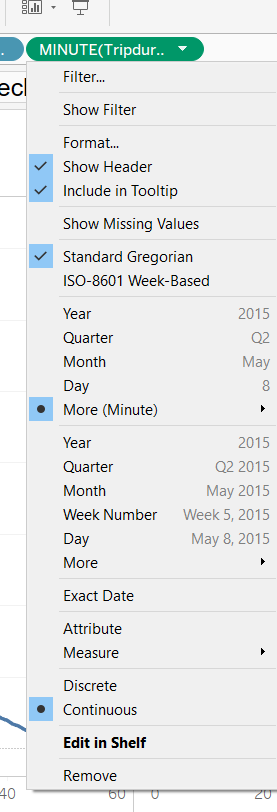 MINUTE(Tripdur..
Filter...
Show Filter
Format...
Show Header
Include in Tooltip
Show Missing Values
Standard Gregorian
ISO-8601 Week-Based
Year 2015
Quarter Q2
Month May
Day 8
More (Minute)
Year 2015
Quarter Q2 2015
Month May 2015
Week Number Week 5, 2015
Day May 8, 2015
More
Exact Date
Attribute
Measure
Discrete
Continuous
Edit in Shelf
Remove
40 0 20